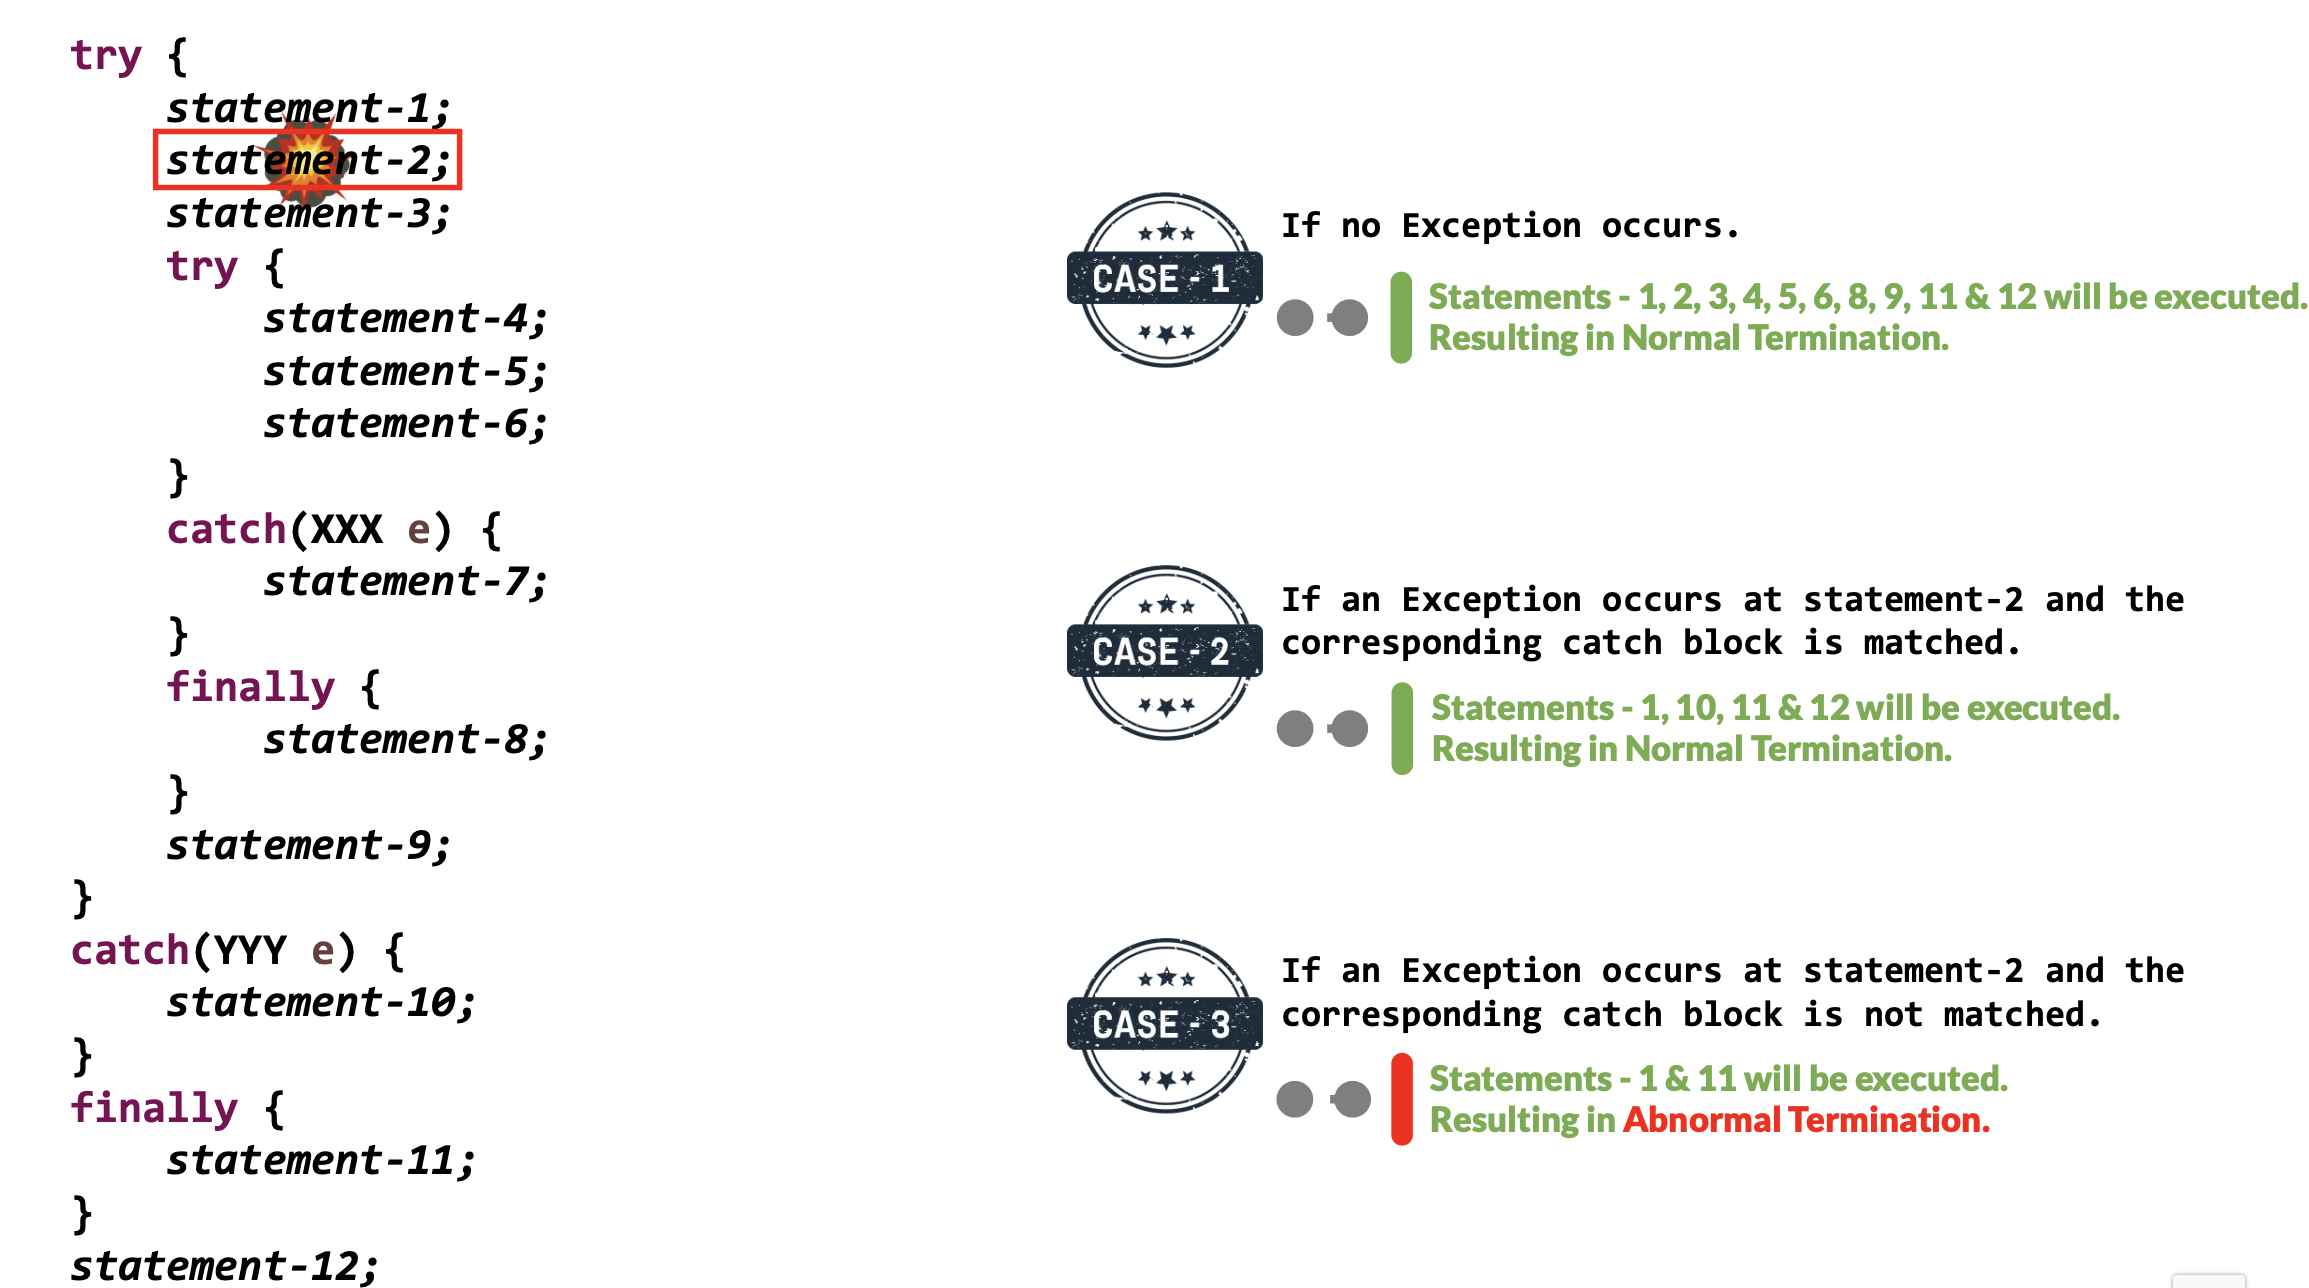 try {
statement-1;
statement-2;
statement-3;
try {
statement-4;
statement-5;
statement-6;
}
catch(XXX e) {
statement-7;
}
finally {
statement-8;
}
statement-9;
}
catch(YYY e) {
statement-10;
}
finally {
statement-11;
}
statement-12;
CASE - 1
If no Exception occurs.
Statements - 1, 2, 3, 4, 5, 6, 8, 9, 11 & 12 will be executed.
Resulting in Normal Termination.
CASE - 2
If an Exception occurs at statement-2 and the
corresponding catch block is matched.
Statements - 1, 10, 11 & 12 will be executed.
Resulting in Normal Termination.
CASE - 3
If an Exception occurs at statement-2 and the
corresponding catch block is not matched.
Statements - 1 & 11 will be executed.
Resulting in Abnormal Termination.